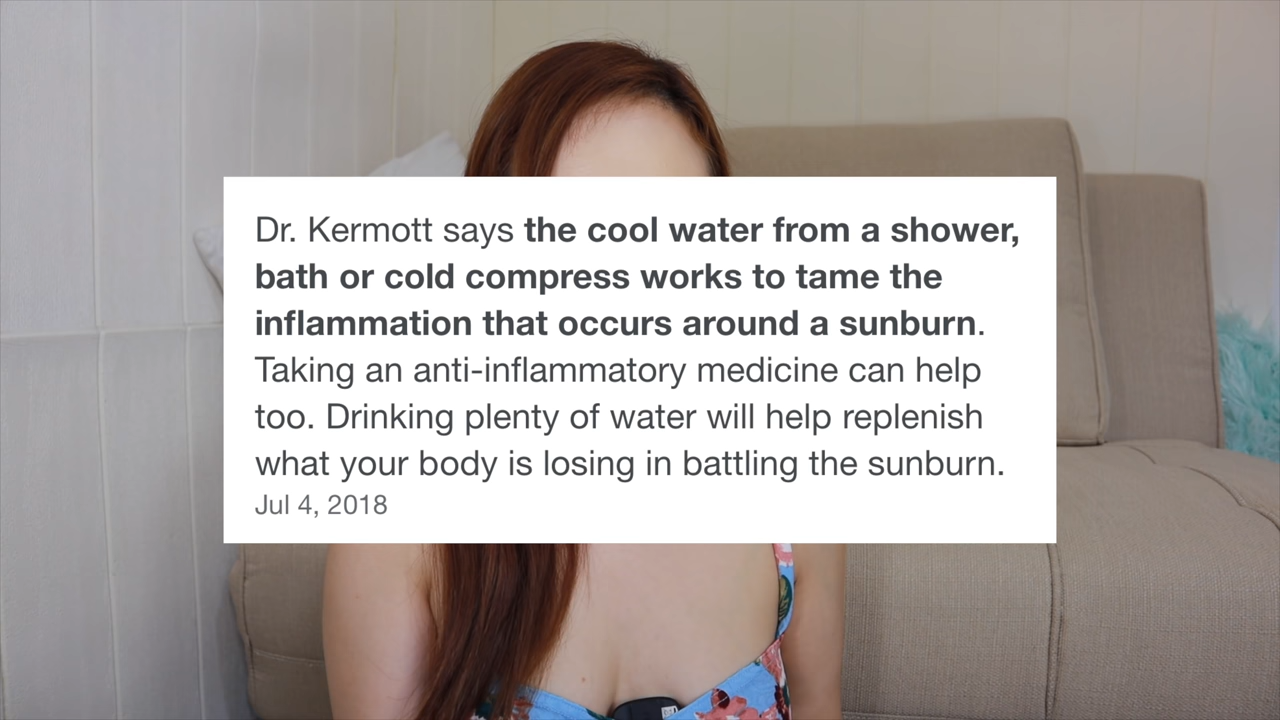 Dr. Kermott says the cool water from a shower,
bath or cold compress works to tame the
inflammation that occurs around a sunburn.
Taking an anti-inflammatory medicine can help
too. Drinking plenty of water will help replenish
what your body is losing in battling the sunburn.
Jul 4, 2018